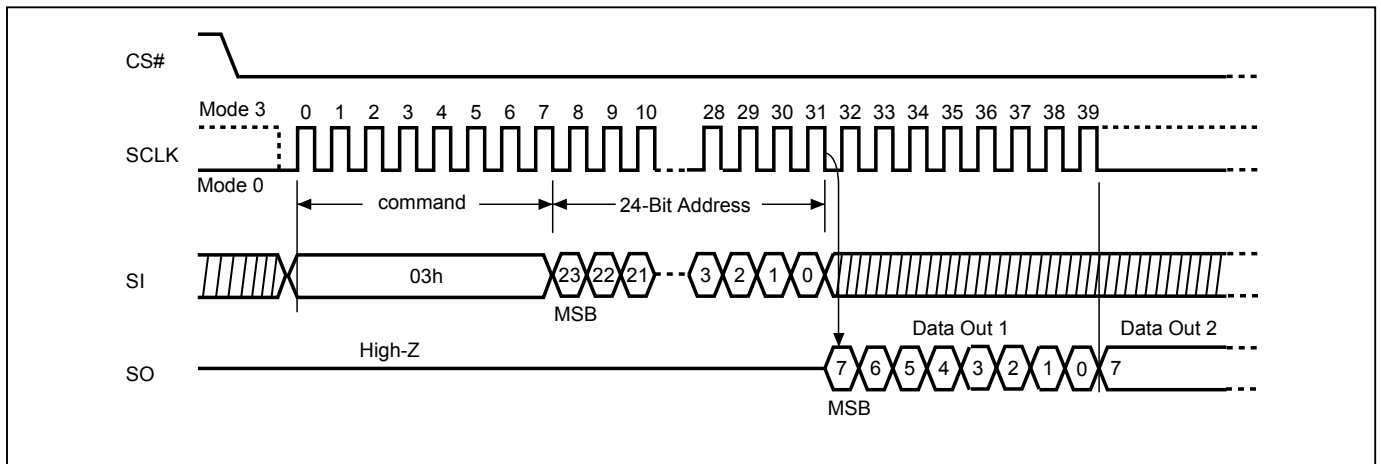 CS#
Mode 3
0 1 2 3 4 5 6 7 8 9 10 28 29 30 31 32 33 34 35 36 37 38 39
SCLK
Mode 0
command
24-Bit Address
SI
03h
23 22 21 3 2 1 0
MSB
Data Out 1
Data Out 2
High-Z
SO
7 6 5 4 3 2 1 0 7
MSB